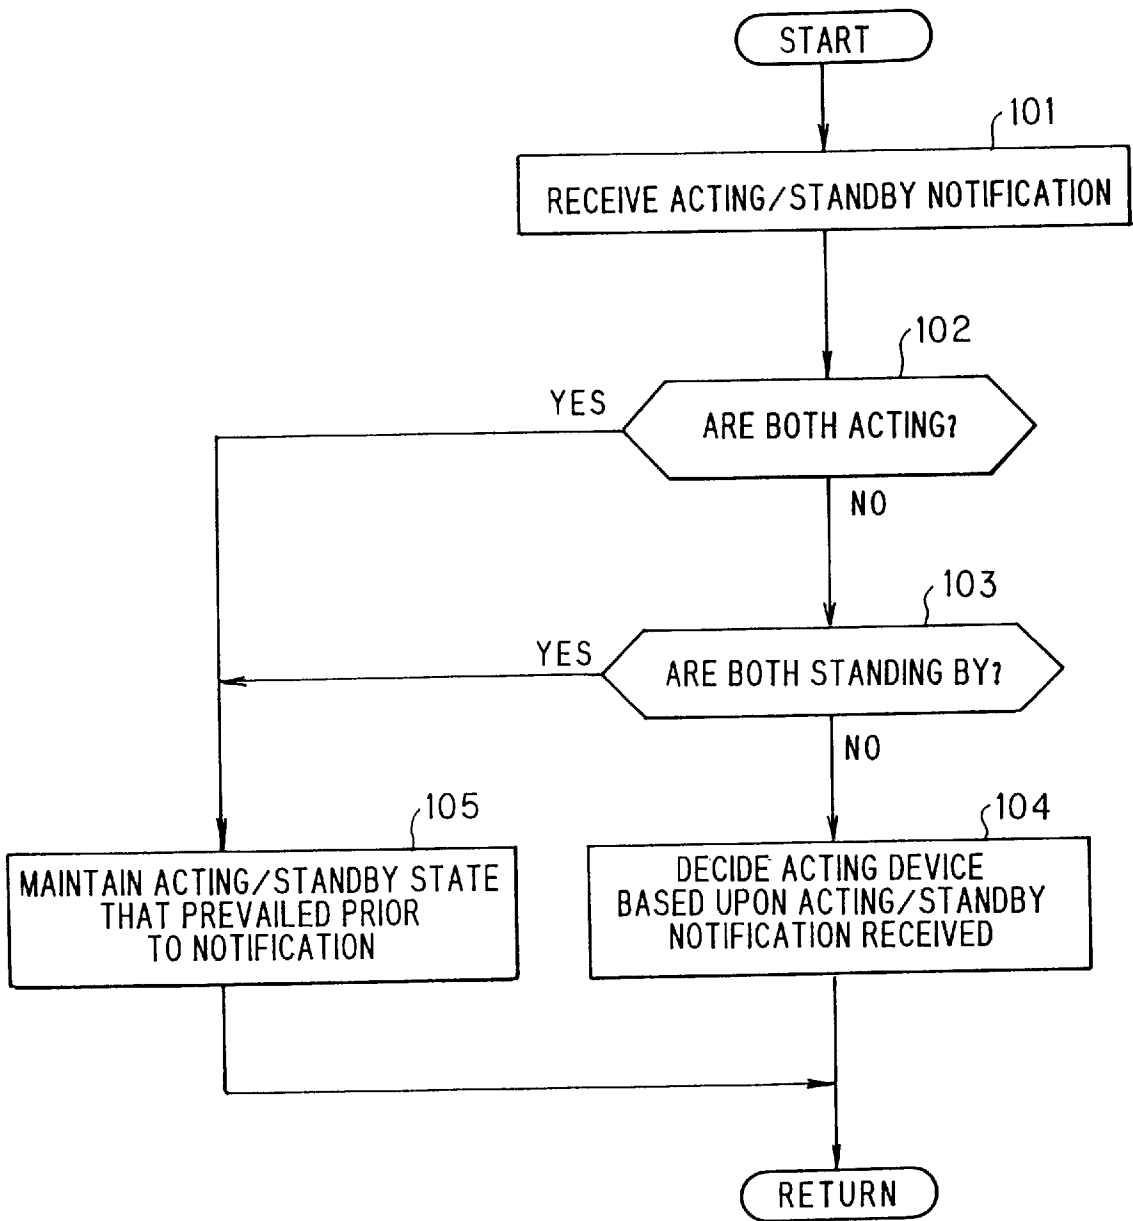 START
101
RECEIVE ACTING/STANDBY NOTIFICATION
102
YES
ARE BOTH ACTING?
NO
103
YES
ARE BOTH STANDING BY?
NO
105
MAINTAIN ACTING/STANDBY STATE
THAT PREVAILED PRIOR
TO NOTIFICATION
104
DECIDE ACTING DEVICE
BASED UPON ACTING/STANDBY
NOTIFICATION RECEIVED
RETURN